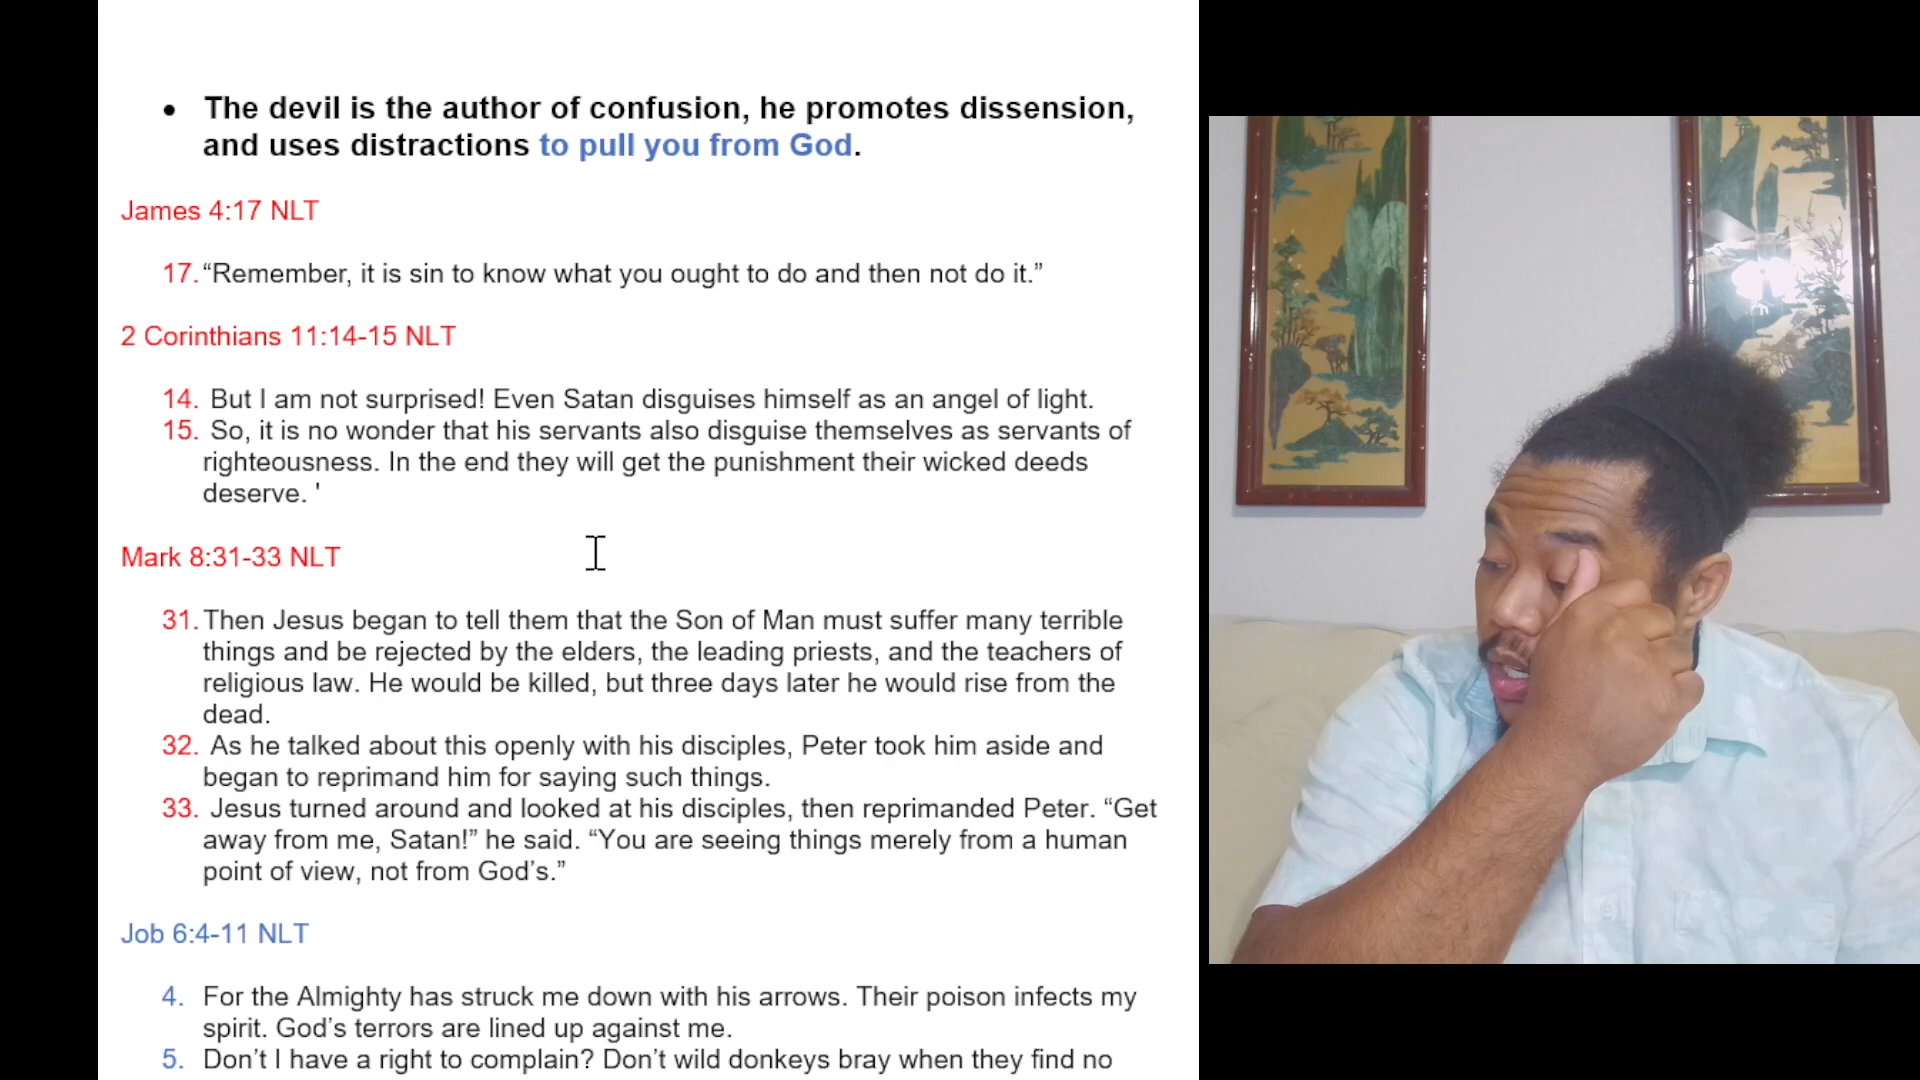 • The devil is the author of confusion, he promotes dissension,
and uses distractions to pull you from God.
James 4:17 NLT
17. “Remember, it is sin to know what you ought to do and then not do it.”
2 Corinthians 11:14-15 NLT
14. But I am not surprised! Even Satan disguises himself as an angel of light.
15. So, it is no wonder that his servants also disguise themselves as servants of
righteousness. In the end they will get the punishment their wicked deeds
deserve. '
Mark 8:31-33 NLT
31. Then Jesus began to tell them that the Son of Man must suffer many terrible
things and be rejected by the elders, the leading priests, and the teachers of
religious law. He would be killed, but three days later he would rise from the
dead.
32. As he talked about this openly with his disciples, Peter took him aside and
began to reprimand him for saying such things.
33. Jesus turned around and looked at his disciples, then reprimanded Peter. “Get
away from me, Satan!” he said. “You are seeing things merely from a human
point of view, not from God’s.”
Job 6:4-11 NLT
4. For the Almighty has struck me down with his arrows. Their poison infects my
spirit. God’s terrors are lined up against me.
5. Don’t I have a right to complain? Don’t wild donkeys bray when they find no